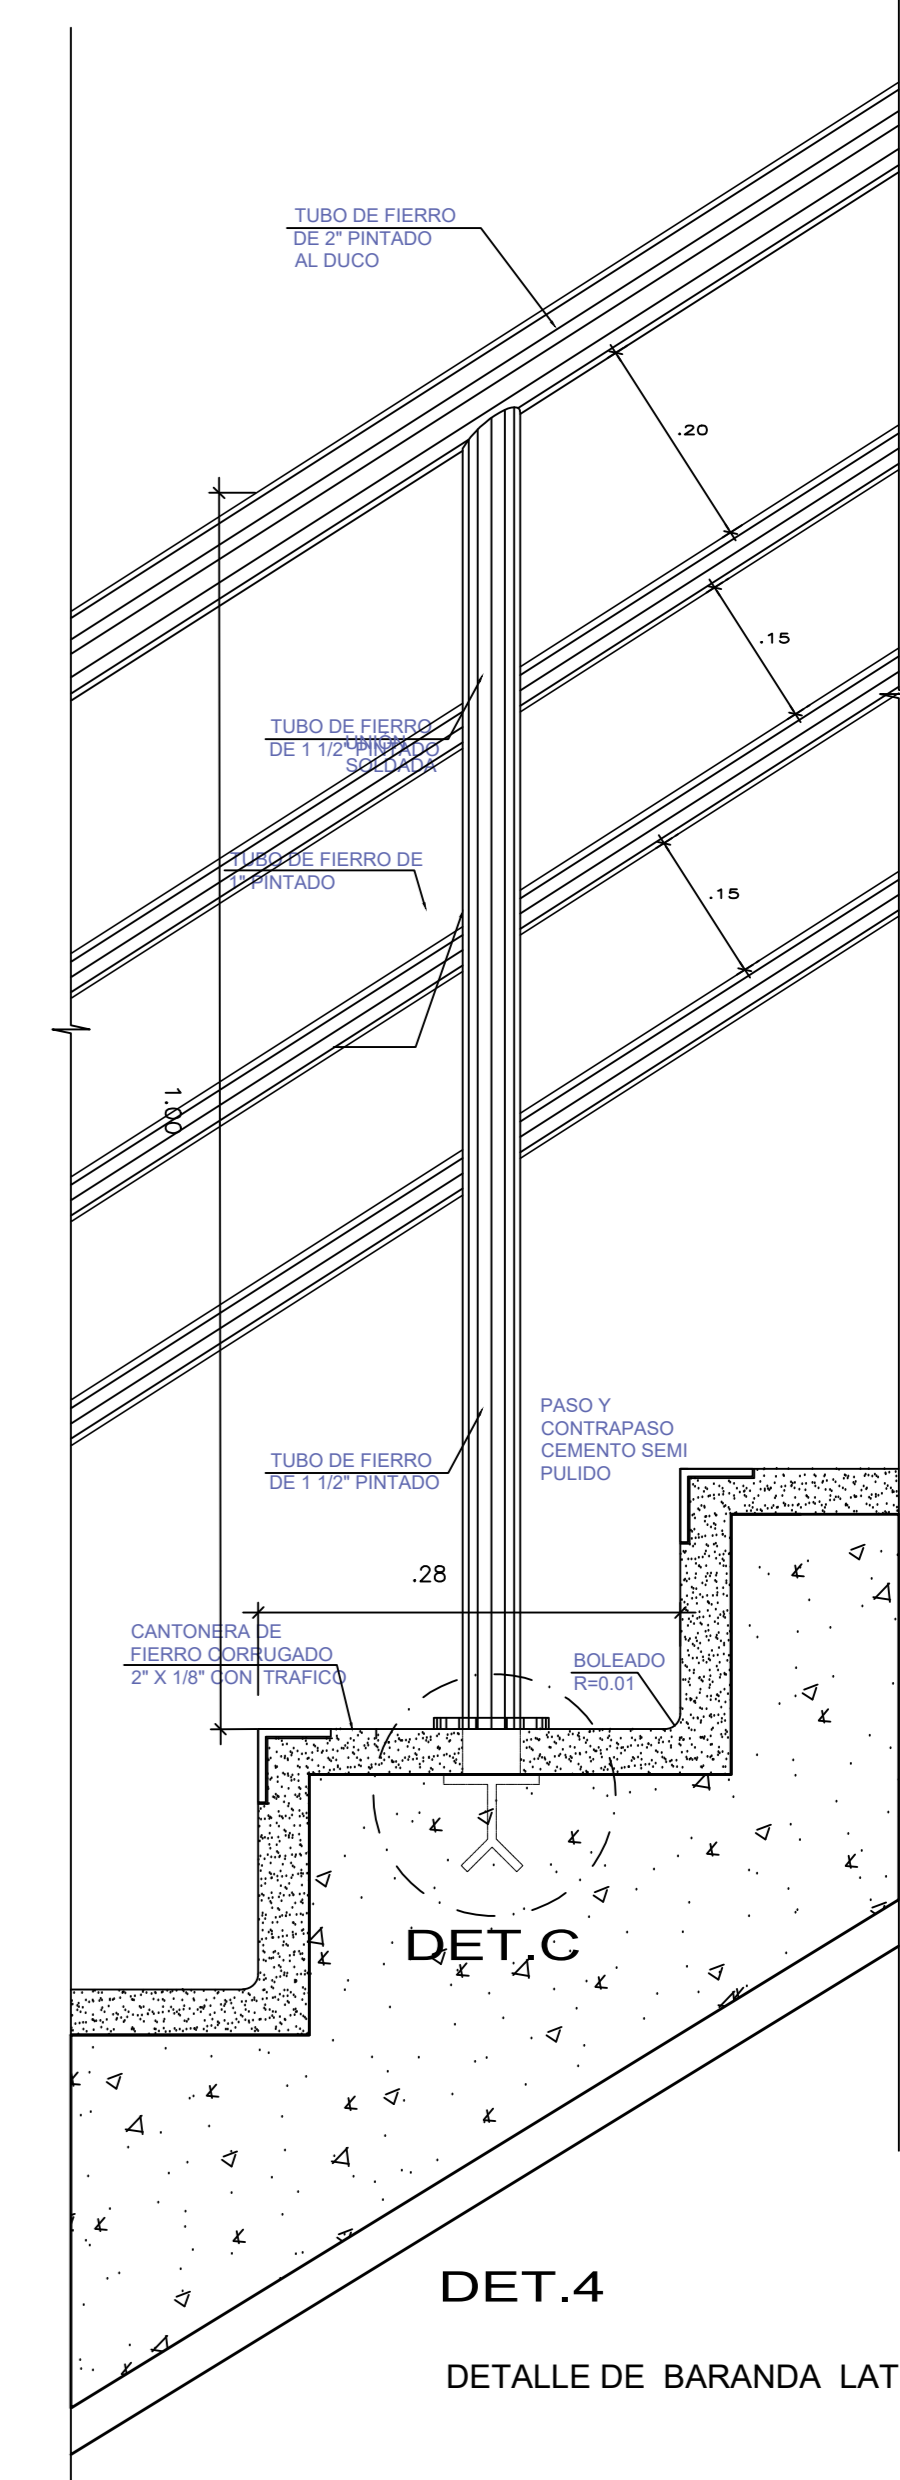 TUBO DE FIERRO
DE 2" PINTADO
AL DUCO
.20
.15
TUBO DE FIERRO
DE 1 1/2" PINTADO
UNION
SOLDADA
TUBO DE FIERRO DE
1" PINTADO
.15
1.00
PASO Y
CONTRAPASO
CEMENTO SEMI
PULIDO
TUBO DE FIERRO
DE 1 1/2" PINTADO
.28
CANTONERA DE
FIERRO CORRUGADO
2" X 1/8" CON TRAFICO
BOLEADO
R=0.01
DET.C
DET.4
DETALLE DE BARANDA LAT